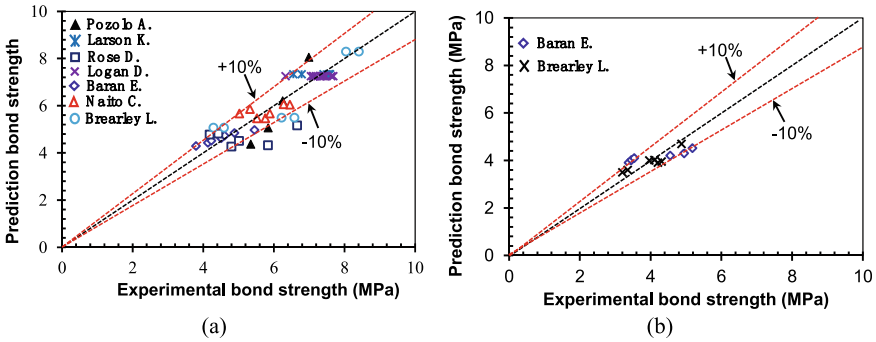 (a)
10
8
6
4
2
0
0
2
4
6
8
10
Prediction bond strength
Experimental bond strength (MPa)
Pozolo A.
Larson K.
Rose D.
Logan D.
Baran E.
Naito C.
Brearley L.
+10%
-10%
(a)
(b)
10
8
6
4
2
0
0
2
4
6
8
10
Prediction bond strength (MPa)
Experimental bond strength (MPa)
Baran E.
Brearley L.
+10%
-10%
(b)